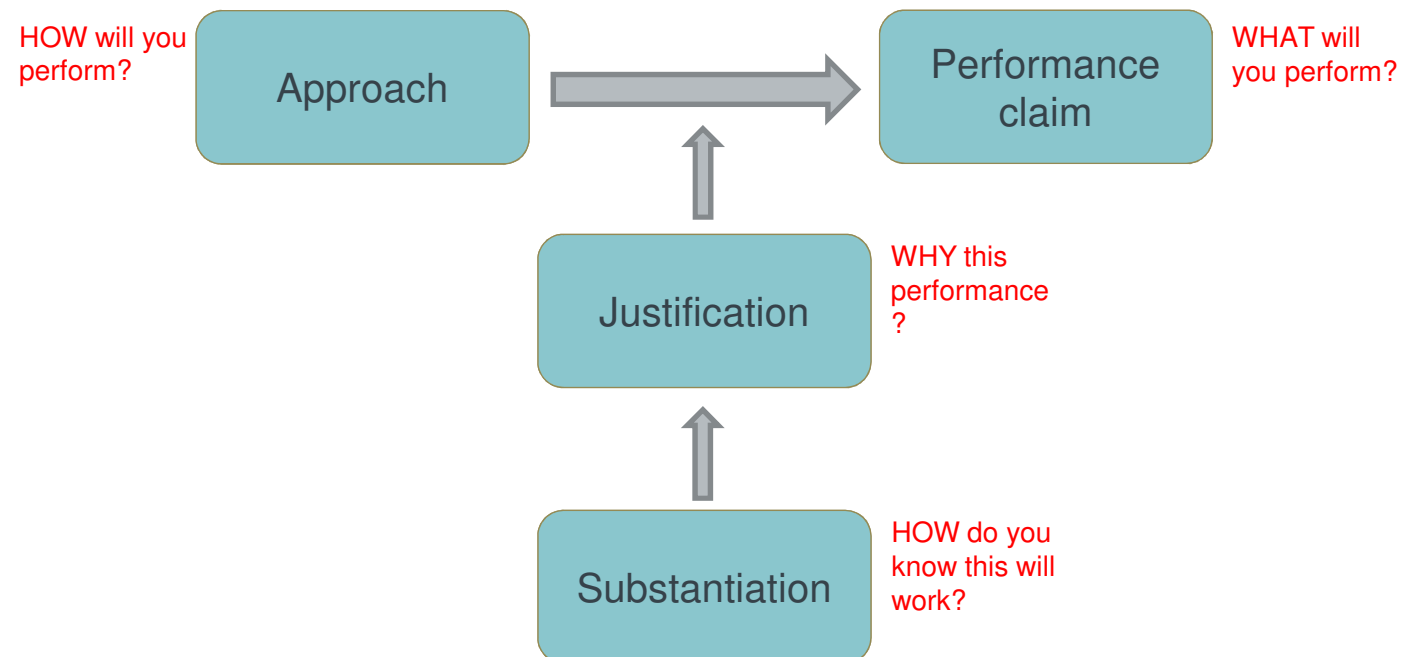 HOW will you
perform?
Approach
Performance
claim
WHAT will
you perform?
Justification
WHY this
performance
?
Substantiation
HOW do you
know this will
work?